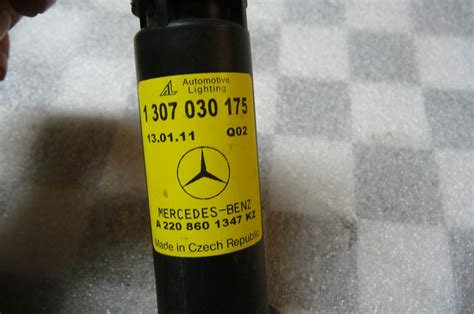 AL Automotive
Lighting
1 307 030 175
13.01.11 Q02
MERCEDES-BENZ
A 220 860 1347 KZ
Made in Czech Republic